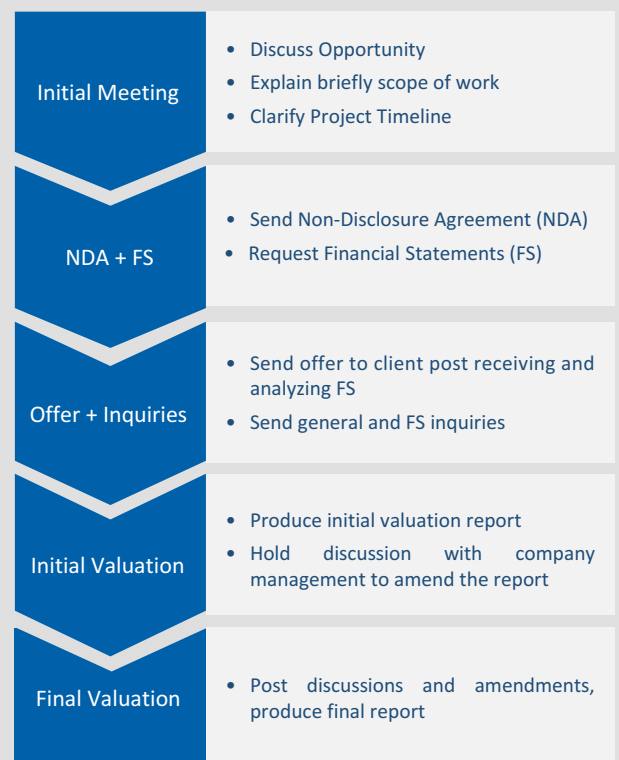 Initial Meeting
• Discuss Opportunity
• Explain briefly scope of work
• Clarify Project Timeline
NDA + FS
• Send Non-Disclosure Agreement (NDA)
• Request Financial Statements (FS)
Offer + Inquiries
• Send offer to client post receiving and
analyzing FS
• Send general and FS inquiries
Initial Valuation
• Produce initial valuation report
• Hold discussion with company
management to amend the report
Final Valuation
• Post discussions and amendments,
produce final report